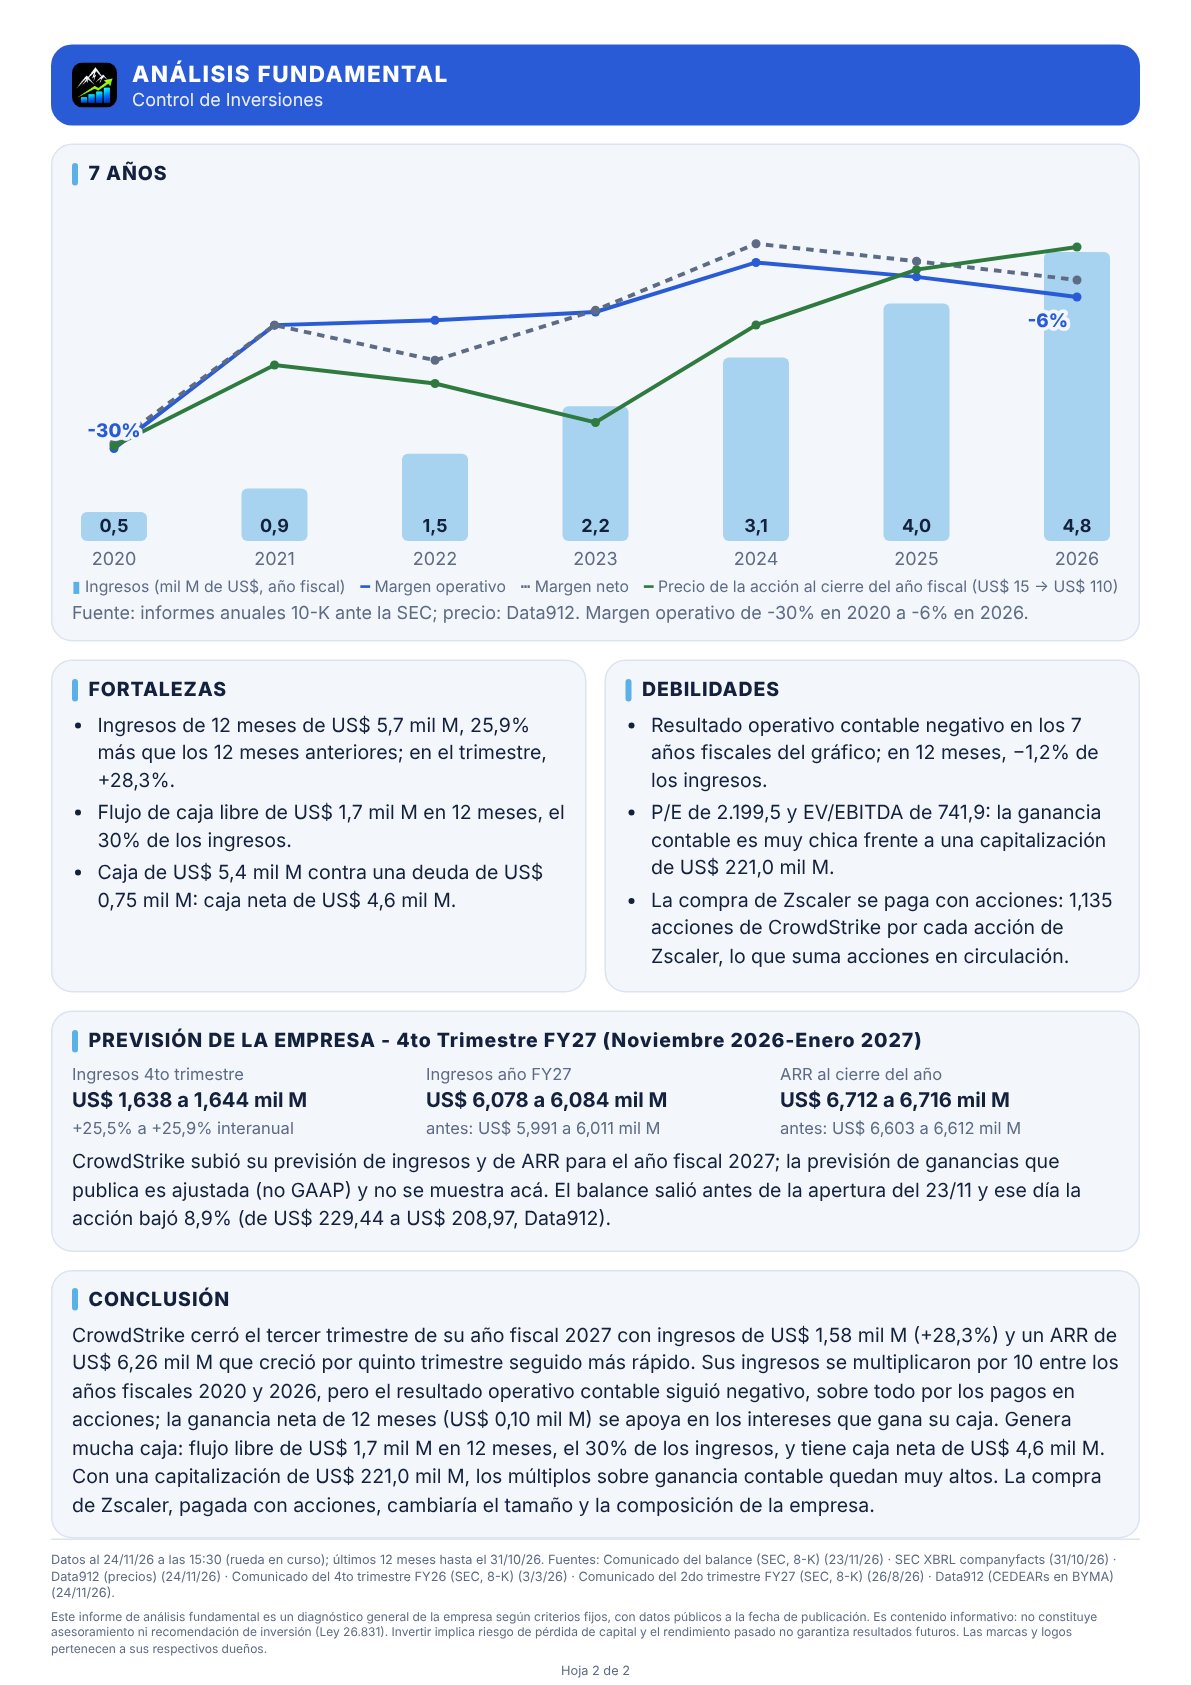 ANÁLISIS FUNDAMENTAL
Control de Inversiones
7 AÑOS
-30%
-6%
0,5
0,9
1,5
2,2
3,1
4,0
4,8
2020
2021
2022
2023
2024
2025
2026
Ingresos (mil M de US$, año fiscal)
Margen operativo
Margen neto
Precio de la acción al cierre del año fiscal (US$ 15 → US$ 110)
Fuente: informes anuales 10-K ante la SEC; precio: Data912. Margen operativo de -30% en 2020 a -6% en 2026.
FORTALEZAS
• Ingresos de 12 meses de US$ 5,7 mil M, 25,9%
más que los 12 meses anteriores; en el trimestre,
+28,3%.
• Flujo de caja libre de US$ 1,7 mil M en 12 meses, el
30% de los ingresos.
• Caja de US$ 5,4 mil M contra una deuda de US$
0,75 mil M: caja neta de US$ 4,6 mil M.
DEBILIDADES
• Resultado operativo contable negativo en los 7
años fiscales del gráfico; en 12 meses, −1,2% de
los ingresos.
• P/E de 2.199,5 y EV/EBITDA de 741,9: la ganancia
contable es muy chica frente a una capitalización
de US$ 221,0 mil M.
• La compra de Zscaler se paga con acciones: 1,135
acciones de CrowdStrike por cada acción de
Zscaler, lo que suma acciones en circulación.
PREVISIÓN DE LA EMPRESA - 4to Trimestre FY27 (Noviembre 2026-Enero 2027)
Ingresos 4to trimestre
US$ 1,638 a 1,644 mil M
+25,5% a +25,9% interanual
Ingresos año FY27
US$ 6,078 a 6,084 mil M
antes: US$ 5,991 a 6,011 mil M
ARR al cierre del año
US$ 6,712 a 6,716 mil M
antes: US$ 6,603 a 6,612 mil M
CrowdStrike subió su previsión de ingresos y de ARR para el año fiscal 2027; la previsión de ganancias que
publica es ajustada (no GAAP) y no se muestra acá. El balance salió antes de la apertura del 23/11 y ese día la
acción bajó 8,9% (de US$ 229,44 a US$ 208,97, Data912).
CONCLUSIÓN
CrowdStrike cerró el tercer trimestre de su año fiscal 2027 con ingresos de US$ 1,58 mil M (+28,3%) y un ARR de
US$ 6,26 mil M que creció por quinto trimestre seguido más rápido. Sus ingresos se multiplicaron por 10 entre los
años fiscales 2020 y 2026, pero el resultado operativo contable siguió negativo, sobre todo por los pagos en
acciones; la ganancia neta de 12 meses (US$ 0,10 mil M) se apoya en los intereses que gana su caja. Genera
mucha caja: flujo libre de US$ 1,7 mil M en 12 meses, el 30% de los ingresos, y tiene caja neta de US$ 4,6 mil M.
Con una capitalización de US$ 221,0 mil M, los múltiplos sobre ganancia contable quedan muy altos. La compra
de Zscaler, pagada con acciones, cambiaría el tamaño y la composición de la empresa.
Datos al 24/11/26 a las 15:30 (rueda en curso); últimos 12 meses hasta el 31/10/26. Fuentes: Comunicado del balance (SEC, 8-K) (23/11/26) · SEC XBRL companyfacts (31/10/26) ·
Data912 (precios) (24/11/26) · Comunicado del 4to trimestre FY26 (SEC, 8-K) (3/3/26) · Comunicado del 2do trimestre FY27 (SEC, 8-K) (26/8/26) · Data912 (CEDEARs en BYMA)
(24/11/26).
Este informe de análisis fundamental es un diagnóstico general de la empresa según criterios fijos, con datos públicos a la fecha de publicación. Es contenido informativo: no constituye
asesoramiento ni recomendación de inversión (Ley 26.831). Invertir implica riesgo de pérdida de capital y el rendimiento pasado no garantiza resultados futuros. Las marcas y logos
pertenecen a sus respectivos dueños.
Hoja 2 de 2